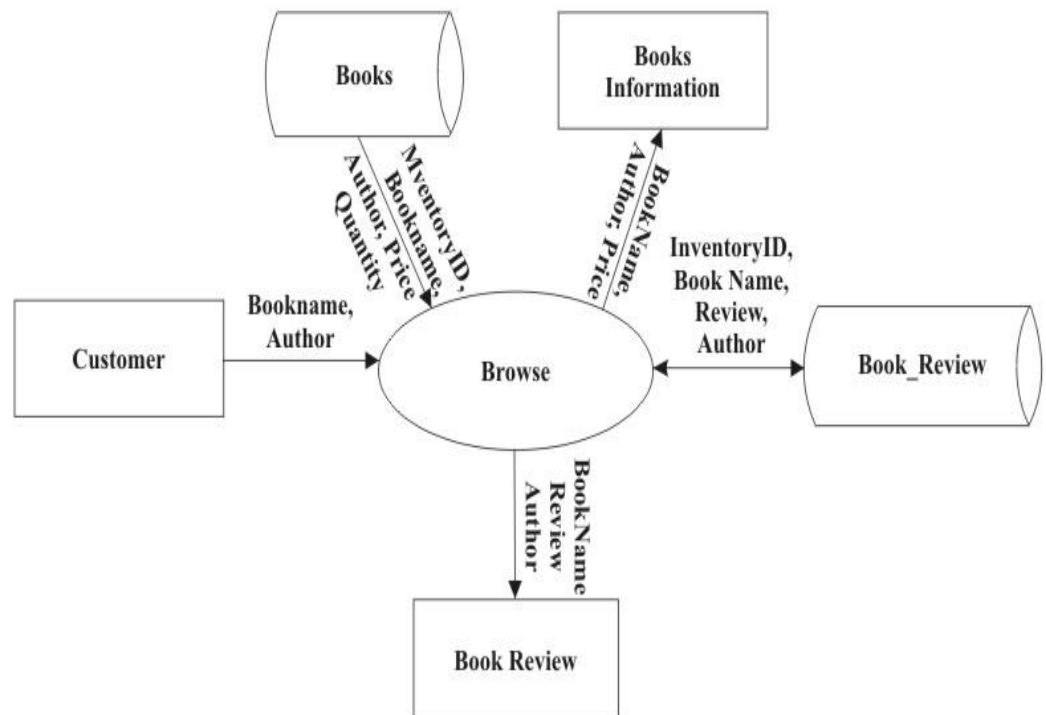 Books
Books
Information
MventoryID,
Bookname,
Author, Price
Quantity
BookName,
Author; Price
InventoryID,
Book Name,
Review,
Author
Bookname,
Author
Customer
Browse
Book_Review
BookName
Review
Author
Book Review